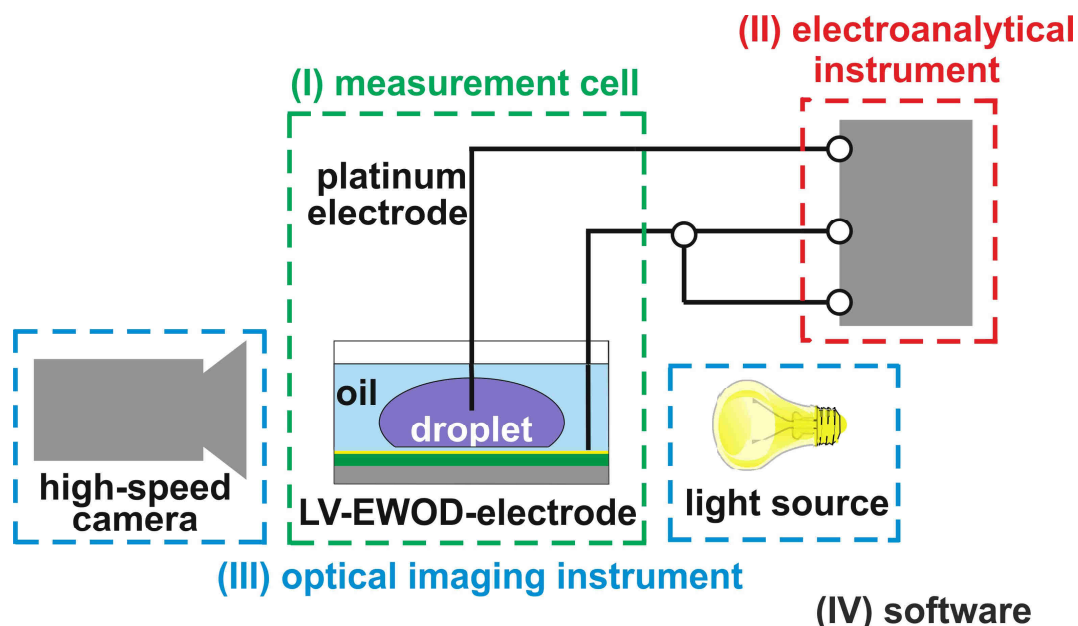 (II) electroanalytical
instrument
(I) measurement cell
platinum
electrode
oil
droplet
high-speed
camera
LV-EWOD-electrode
light source
(III) optical imaging instrument
(IV) software